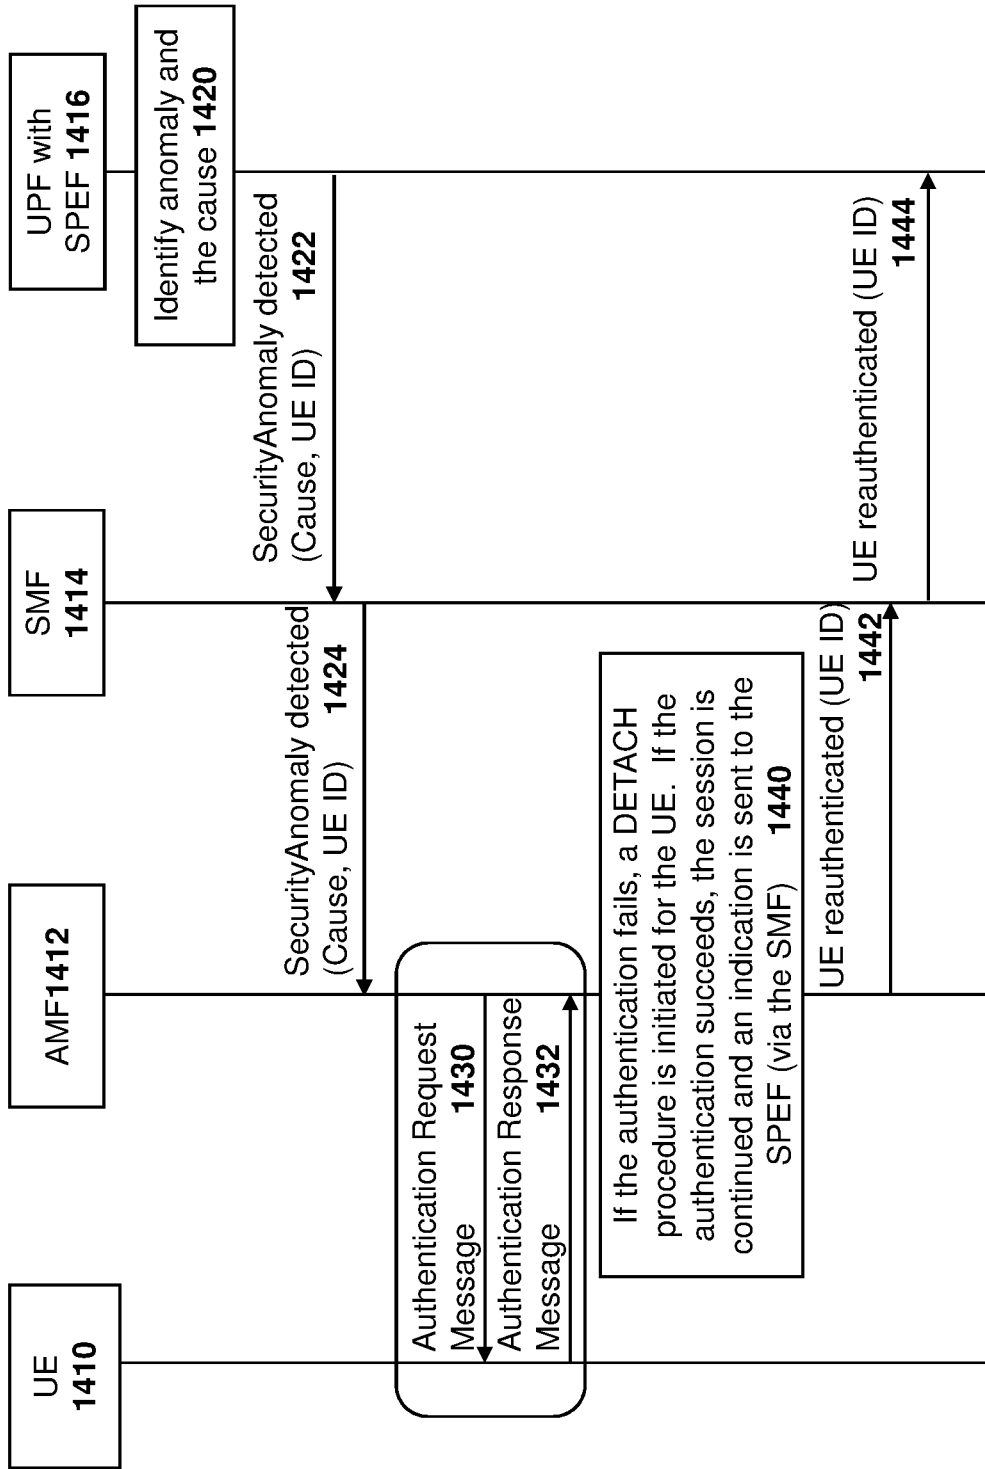 UE
1410
AMF1412
SMF
1414
UPF with
SPEF 1416
Identify anomaly and
the cause 1420
SecurityAnomaly detected
(Cause, UE ID) 1422
SecurityAnomaly detected
(Cause, UE ID) 1424
Authentication Request
Message 1430
Authentication Response
Message 1432
If the authentication fails, a DETACH
procedure is initiated for the UE. If the
authentication succeeds, the session is
continued and an indication is sent to the
SPEF (via the SMF) 1440
UE reauthenticated (UE ID)
1442
UE reauthenticated (UE ID)
1444